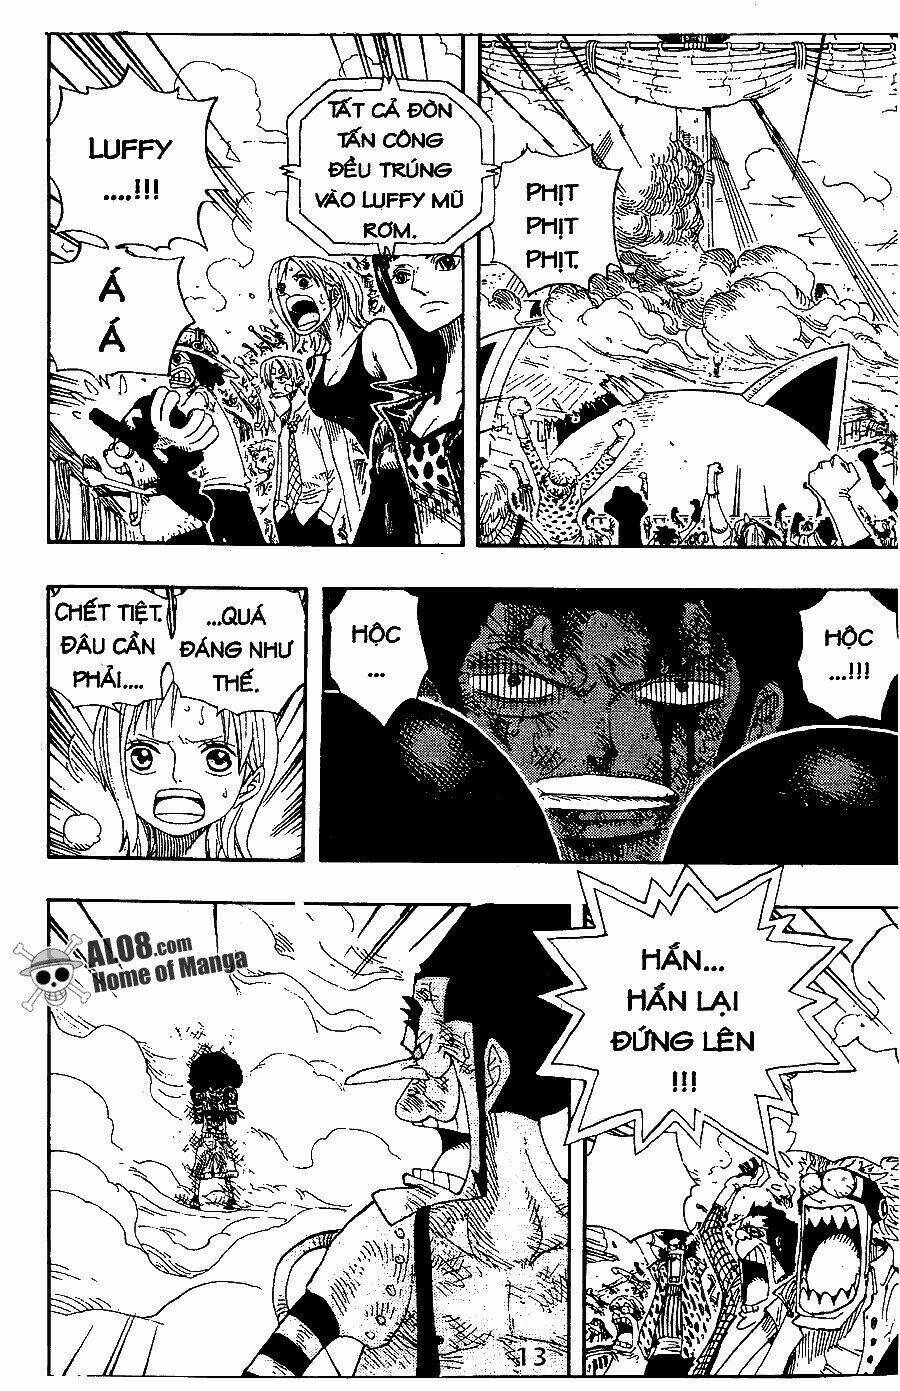 PHỊT
PHỊT
PHỊT.
TẤT CẢ ĐÒN
TẤN CÔNG
ĐỀU TRÚNG
VÀO LUFFY MŨ
RƠM.
LUFFY
....!!!
Á
Á
HỘC
...!!!
HỘC
...
...QUÁ
ĐÁNG NHƯ
THẾ.
CHẾT TIỆT.
ĐÂU CẦN
PHẢI....
HẮN...
HẮN LẠI
ĐỨNG LÊN
!!!
ALO8.com
Home of Manga
13